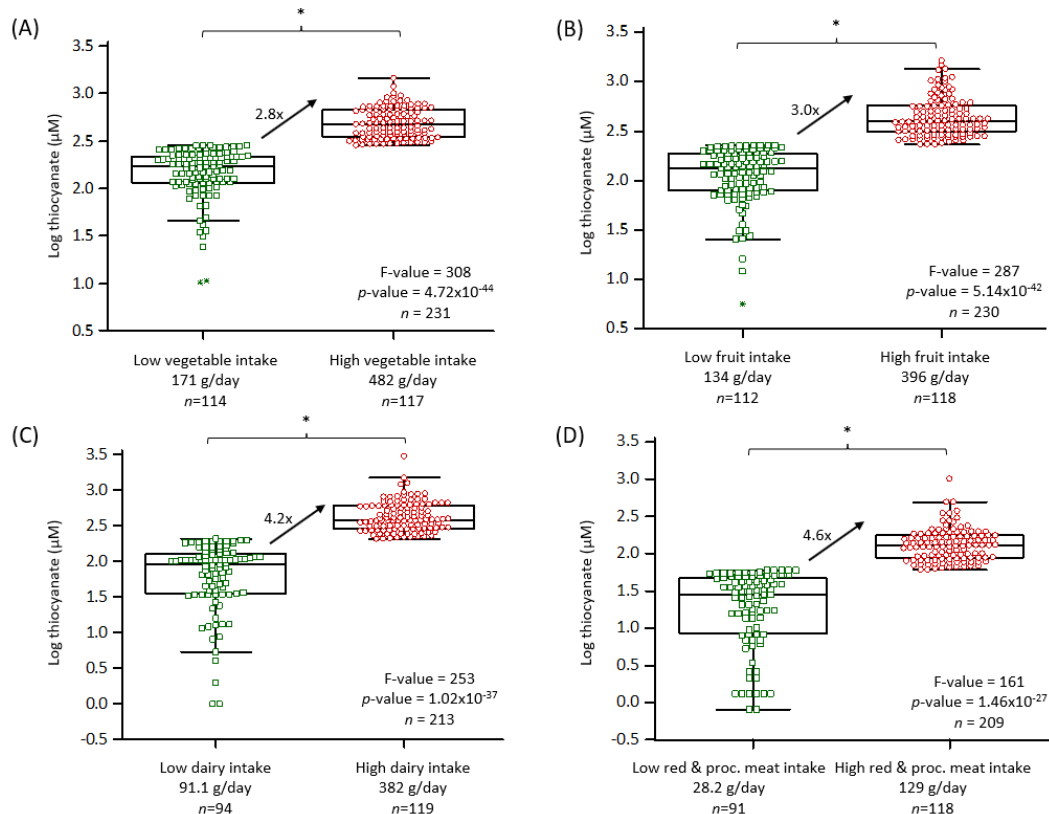 (A)
*
3.5
3.0
2.5
2.0
1.5
1.0
0.5
Log thiocyanate (µM)
2.8x
F-value = 308
p-value = 4.72x10⁻⁴⁴
n = 231
Low vegetable intake
171 g/day
n=114
High vegetable intake
482 g/day
n=117
(B)
*
3.5
3.0
2.5
2.0
1.5
1.0
0.5
Log thiocyanate (µM)
3.0x
F-value = 287
p-value = 5.14x10⁻⁴²
n = 230
Low fruit intake
134 g/day
n=112
High fruit intake
396 g/day
n=118
(C)
*
3.5
3.0
2.5
2.0
1.5
1.0
0.5
0.0
-0.5
Log thiocyanate (µM)
4.2x
F-value = 253
p-value = 1.02x10⁻³⁷
n = 213
Low dairy intake
91.1 g/day
n=94
High dairy intake
382 g/day
n=119
(D)
*
3.5
3.0
2.5
2.0
1.5
1.0
0.5
0.0
-0.5
Log thiocyanate (µM)
4.6x
F-value = 161
p-value = 1.46x10⁻²⁷
n = 209
Low red & proc. meat intake
28.2 g/day
n=91
High red & proc. meat intake
129 g/day
n=118